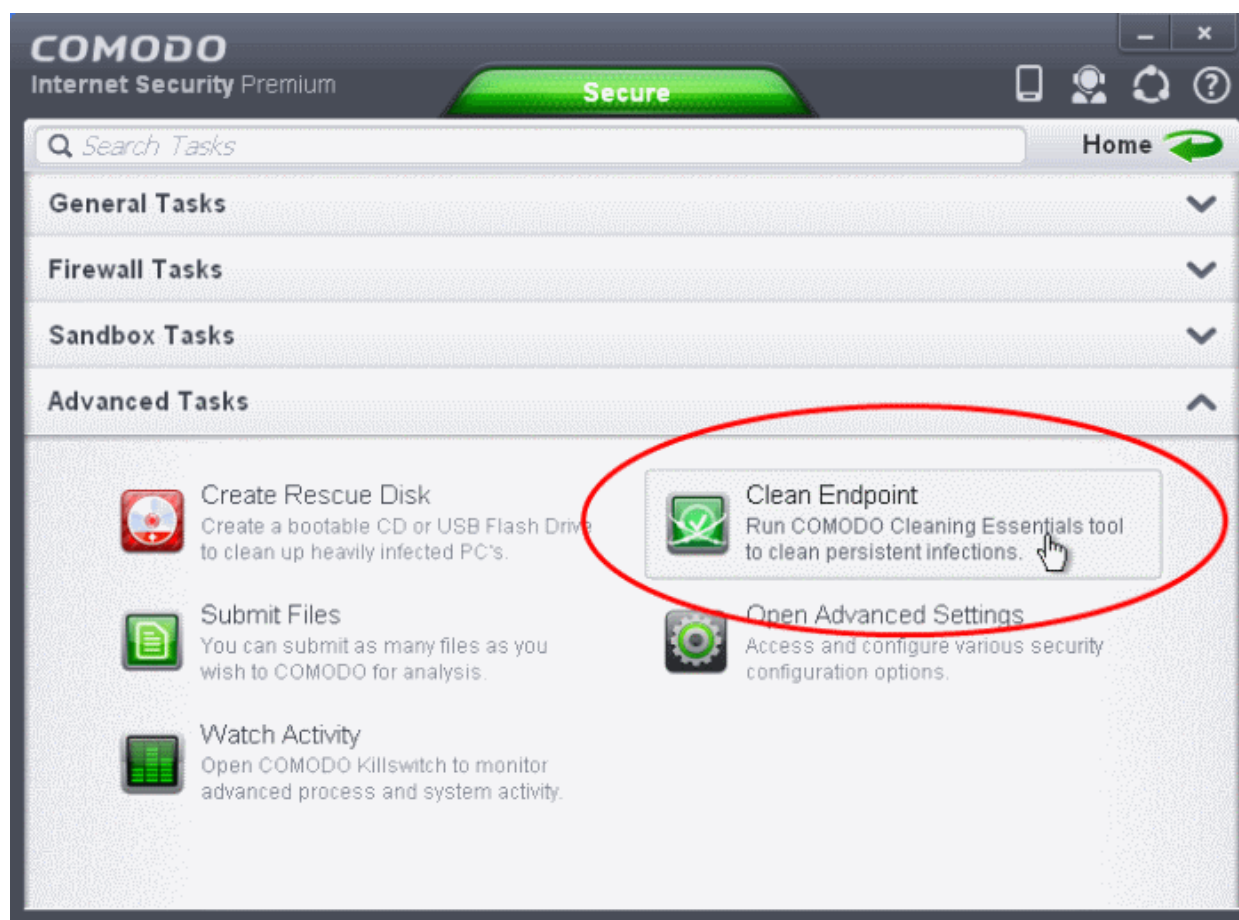 COMODO
Internet Security Premium
Secure
Search Tasks
Home
General Tasks
Firewall Tasks
Sandbox Tasks
Advanced Tasks
Create Rescue Disk
Create a bootable CD or USB Flash Drive
to clean up heavily infected PC's.
Clean Endpoint
Run COMODO Cleaning Essentials tool
to clean persistent infections.
Submit Files
You can submit as many files as you
wish to COMODO for analysis.
Open Advanced Settings
Access and configure various security
configuration options.
Watch Activity
Open COMODO Killswitch to monitor
advanced process and system activity.